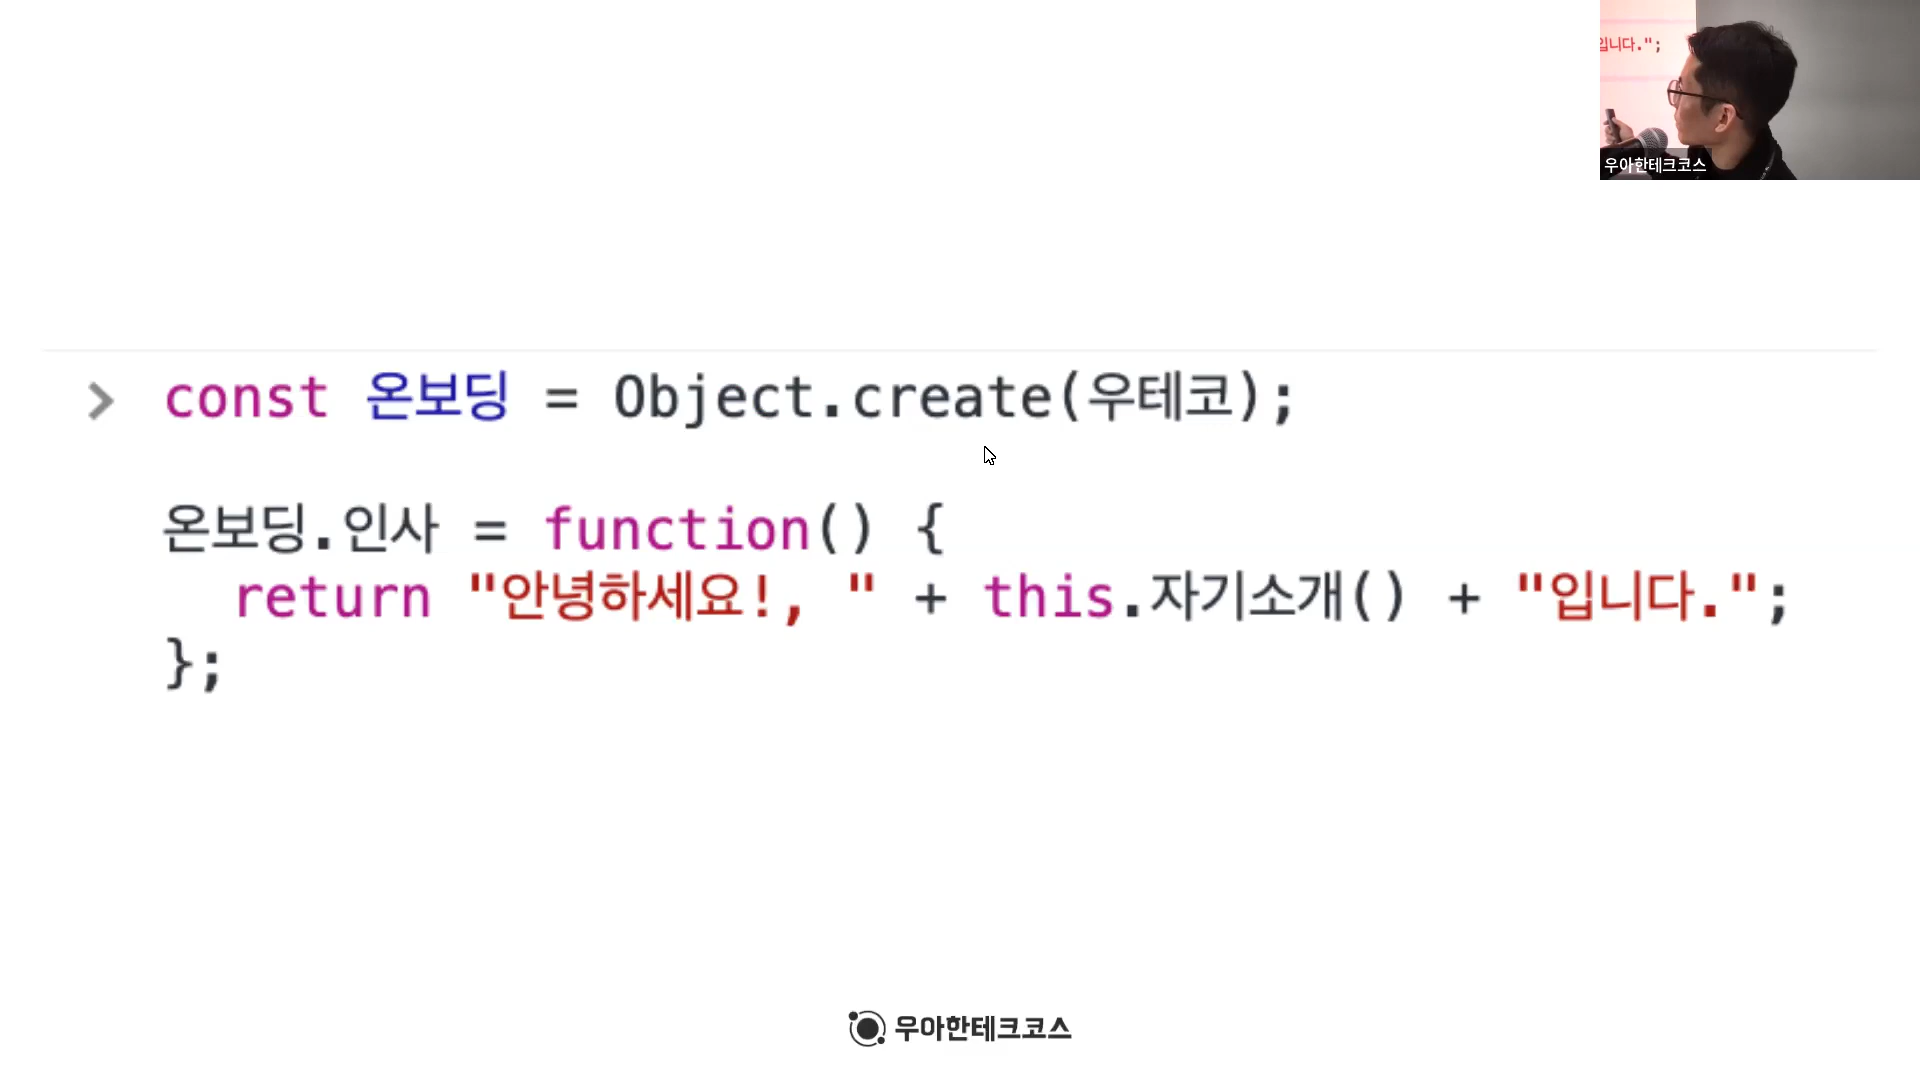 입니다.";
우아한테크코스
> const 온보딩 = Object.create(우테코);
온보딩.인사 = function() {
  return "안녕하세요!, " + this.자기소개() + "입니다.";
};
우아한테크코스